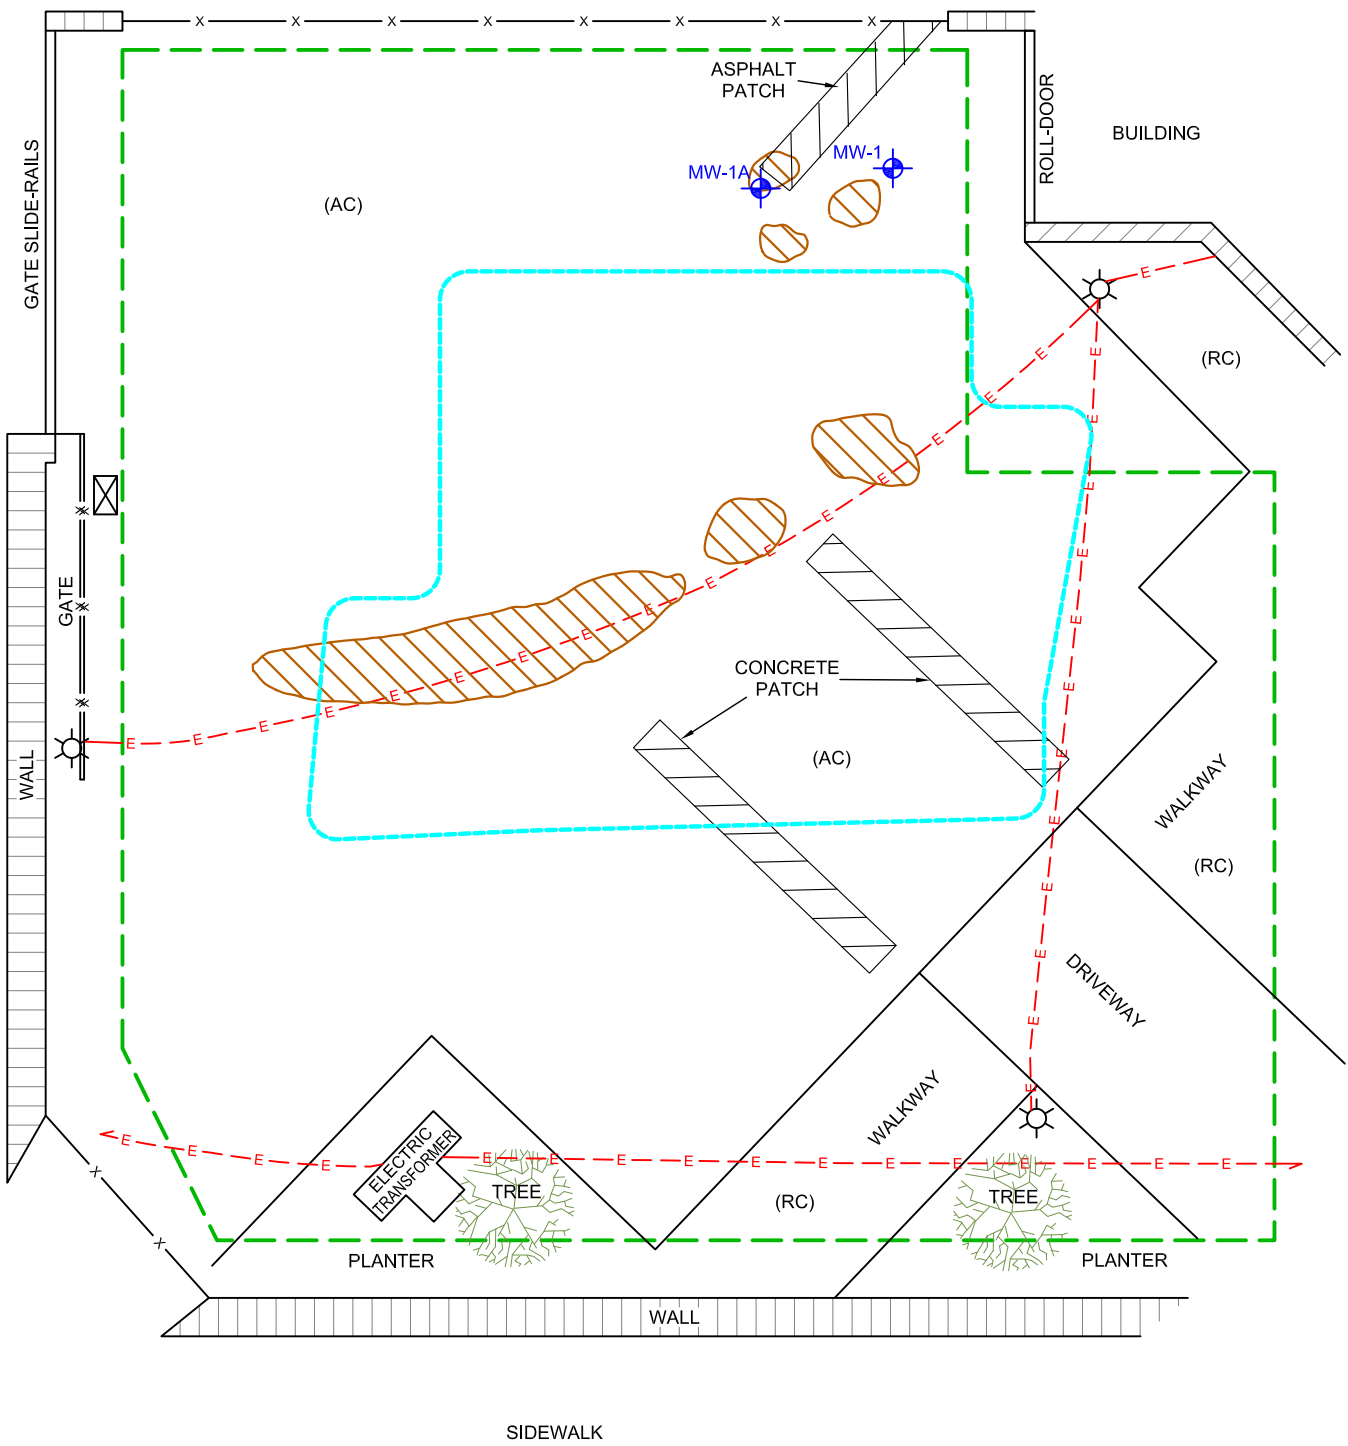 X X X X X X X X
ASPHALT
PATCH
ROLL-DOOR
BUILDING
MW-1
MW-1A
GATE SLIDE-RAILS
(AC)
E
E
(RC)
E
E
E
E
E
E
E
E
E
E
GATE
E
E
E
E
E
E
E
E
E
CONCRETE
PATCH
(AC)
WALL
WALKWAY
(RC)
E
E
E
DRIVEWAY
E
E
WALKWAY
E E E E E E E E E E E E E E E E
ELECTRIC
TRANSFORMER
TREE
(RC)
TREE
X
X
PLANTER
PLANTER
WALL
SIDEWALK